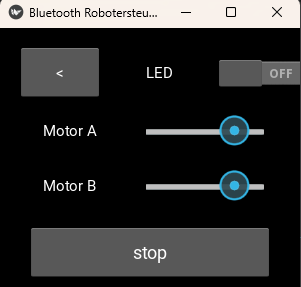 Bluetooth Robotersteu...
<
LED
OFF
Motor A
Motor B
stop